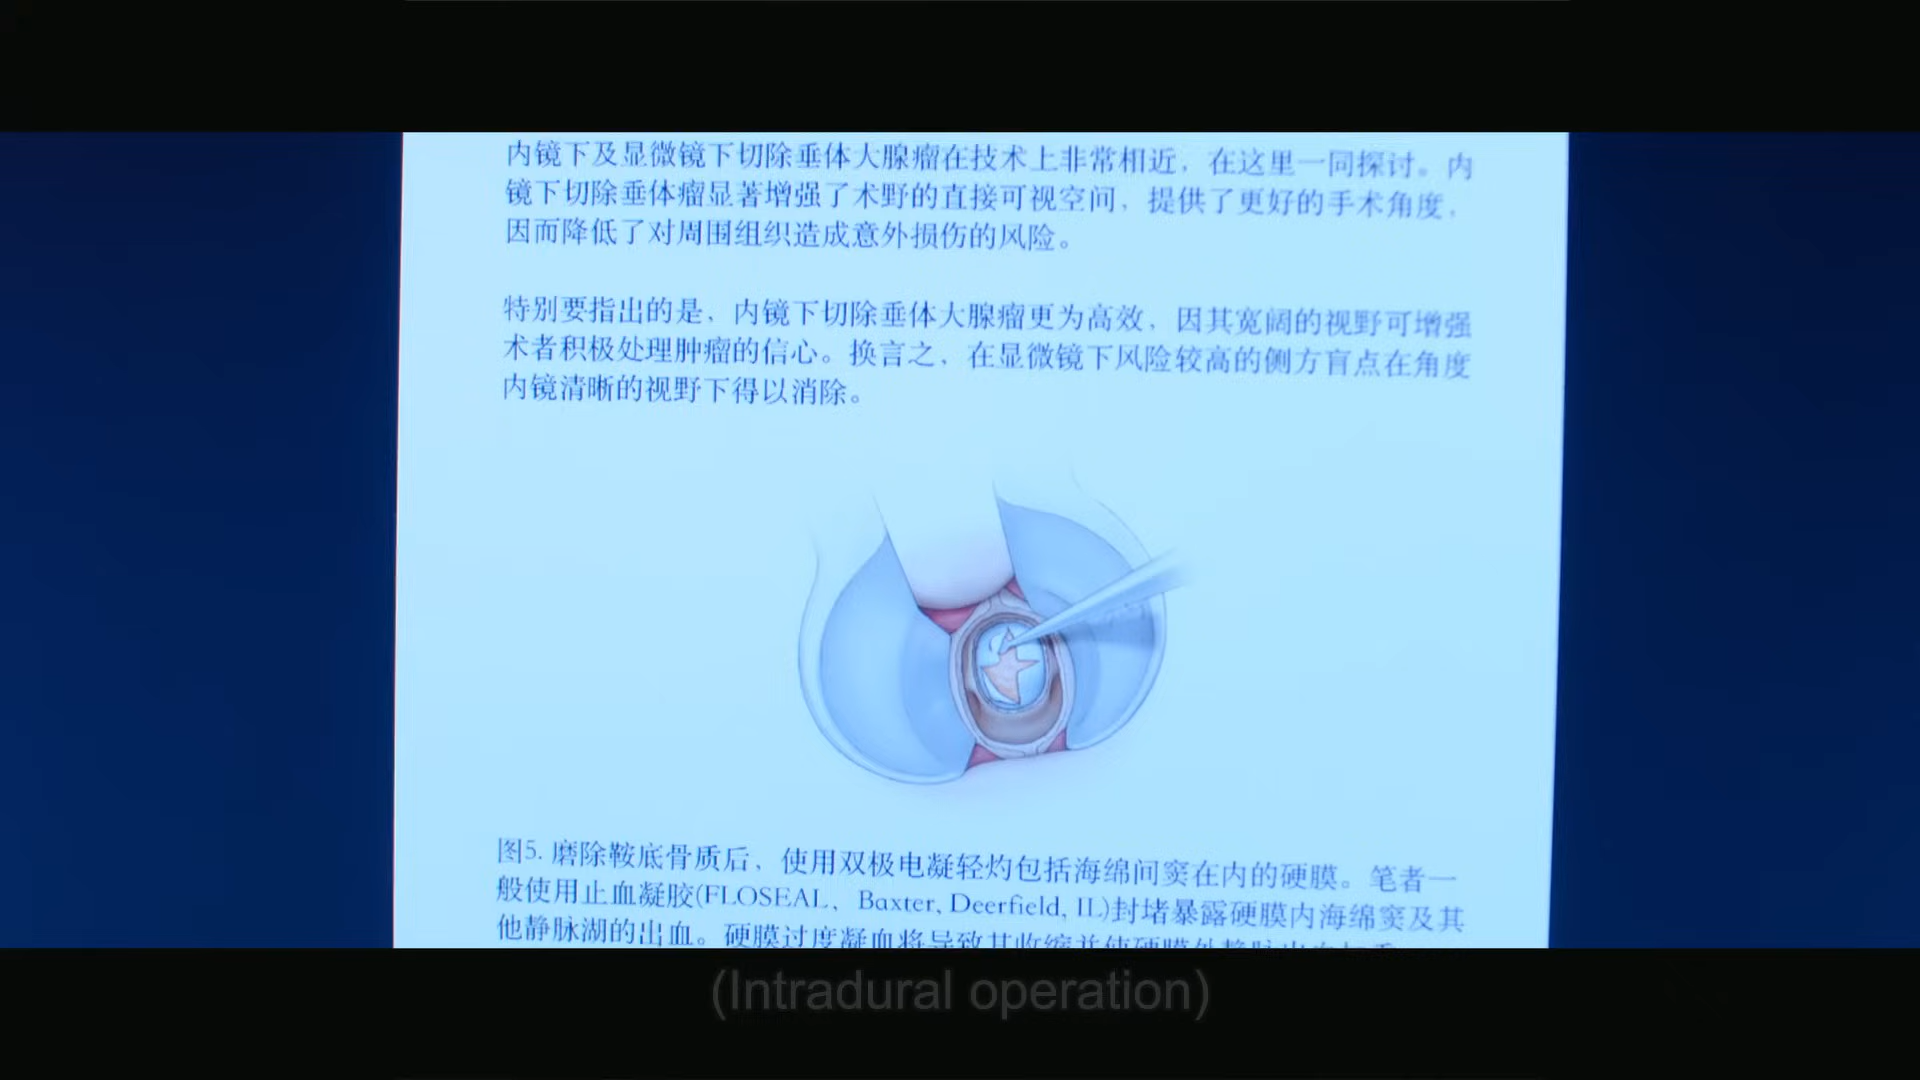 内镜下及显微镜下切除垂体大腺瘤在技术上非常相近，在这里一同探讨。内
镜下切除垂体瘤显著增强了术野的直接可视空间，提供了更好的手术角度，
因而降低了对周围组织造成意外损伤的风险。
特别要指出的是，内镜下切除垂体大腺瘤更为高效，因其宽阔的视野可增强
术者积极处理肿瘤的信心。换言之，在显微镜下风险较高的侧方盲点在角度
内镜清晰的视野下得以消除。
图5. 磨除鞍底骨质后，使用双极电凝轻灼包括海绵间窦在内的硬膜。笔者一
般使用止血凝胶(FLOSEAL，Baxter, Deerfield, IL)封堵暴露硬膜内海绵窦及其
他静脉湖的出血。硬膜过度凝血将导致其收缩并使硬膜外静脉出血
(Intradural operation)